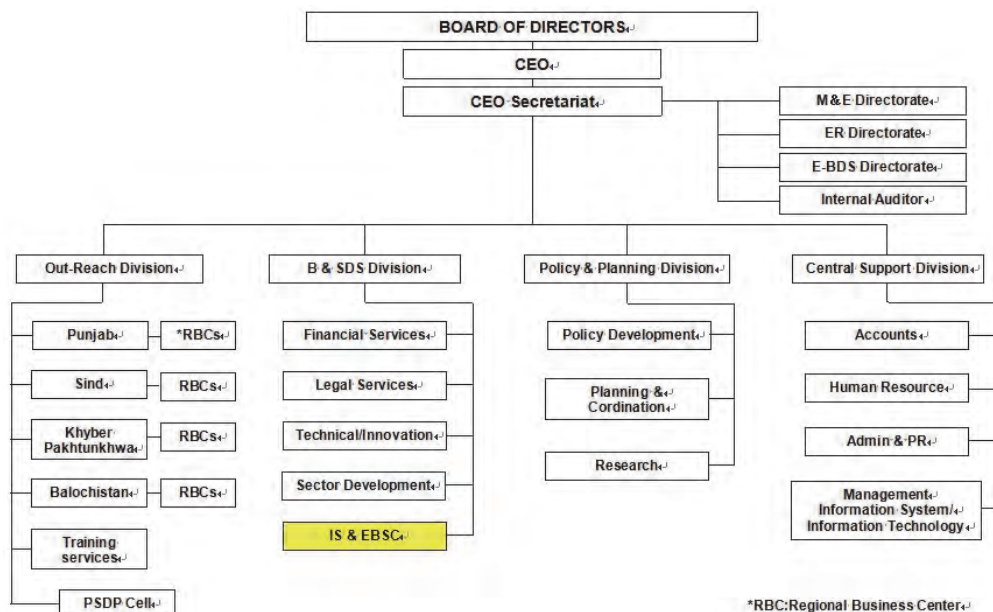 BOARD OF DIRECTORS
CEO
CEO Secretariat
M&E Directorate
ER Directorate
E-BDS Directorate
Internal Auditor
Out-Reach Division
B & SDS Division
Policy & Planning Division
Central Support Division
Punjab
*RBCs
Sind
RBCs
Khyber
Pakhtunkhwa
RBCs
Balochistan
RBCs
Training
services
PSDP Cell
Financial Services
Legal Services
Technical/Innovation
Sector Development
IS & EBSC
Policy Development
Planning &
Cordination
Research
Accounts
Human Resource
Admin & PR
Management
Information System/
Information Technology
*RBC:Regional Business Center